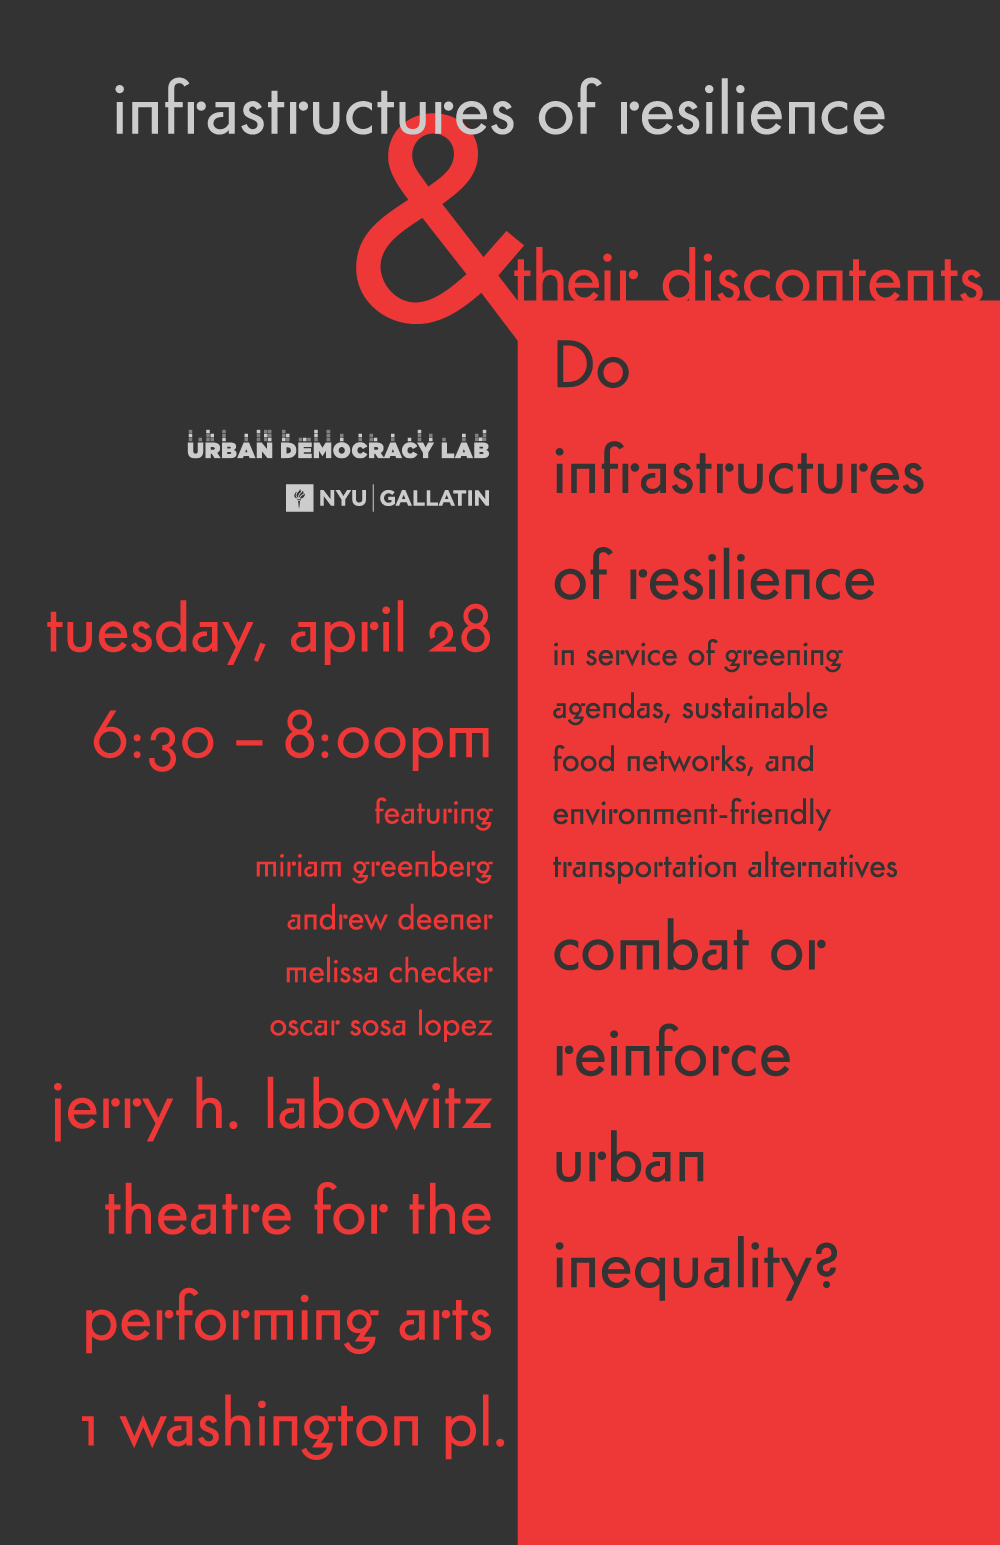 infrastructures of resilience
&
their discontents
URBAN DEMOCRACY LAB
NYU | GALLATIN
tuesday, april 28
6:30 – 8:00pm
featuring
miriam greenberg
andrew deener
melissa checker
oscar sosa lopez
jerry h. labowitz
theatre for the
performing arts
1 washington pl.
Do
infrastructures
of resilience
in service of greening
agendas, sustainable
food networks, and
environment-friendly
transportation alternatives
combat or
reinforce
urban
inequality?